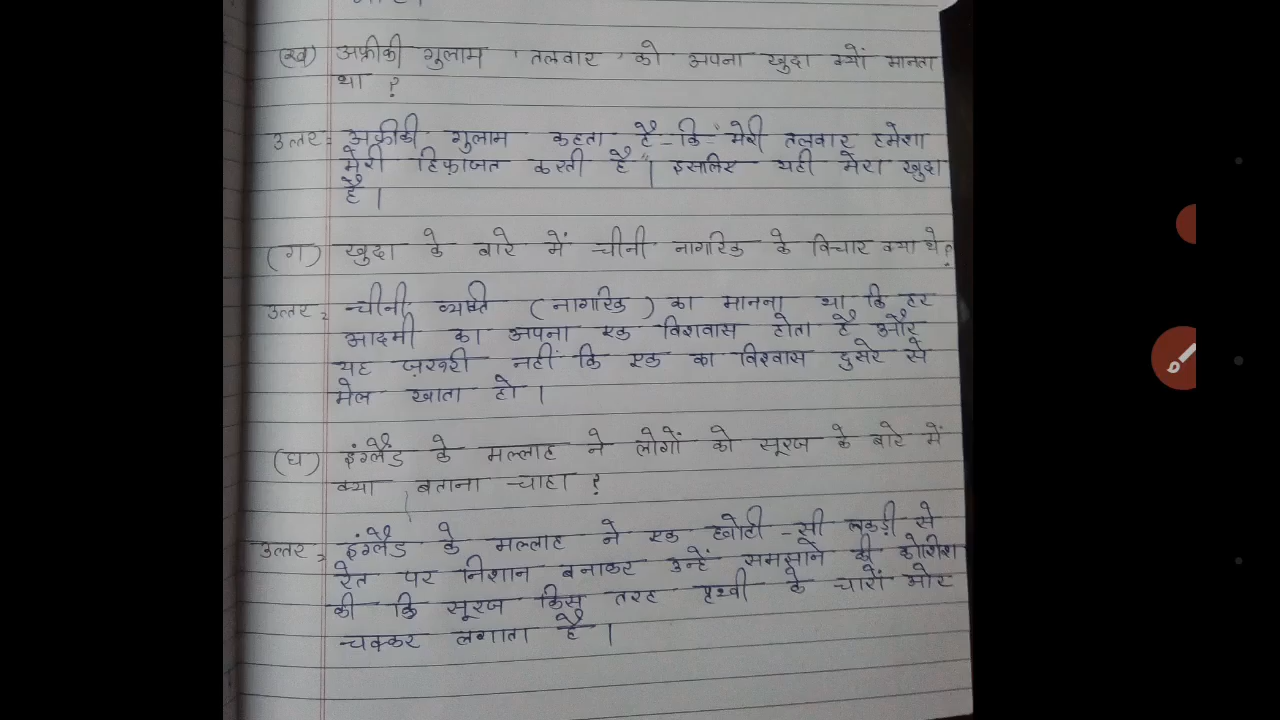 (ख) अफ्रीकी गुलाम 'तलवार' को अपना खुदा क्यों मानता
था ?
उत्तर= अफ्रीकी गुलाम कहता है - कि "मेरी तलवार हमेशा
मेरी हिफ़ाजत करती है" । इसलिए यही मेरा खुदा
है ।
(ग) खुदा के बारे में चीनी नागरिक के विचार क्या थे?
उत्तर= चीनी व्यक्ति (नागरिक) का मानना था कि हर
आदमी का अपना एक विशवास होता है और
यह ज़रूरी नहीं कि एक का विश्वास दुसरे से
मेल खाता हो ।
(घ) इंग्लैंड के मल्लाह ने लोगों को सूरज के बारे में
क्या बताना चाहा ?
उत्तर= इंग्लैंड के मल्लाह ने एक छोटी -सी लकड़ी से
रेत पर निशान बनाकर उन्हें समझाने की कोशिश
की कि सूरज किस तरह पृथ्वी के चारों ओर
चक्कर लगाता है ।